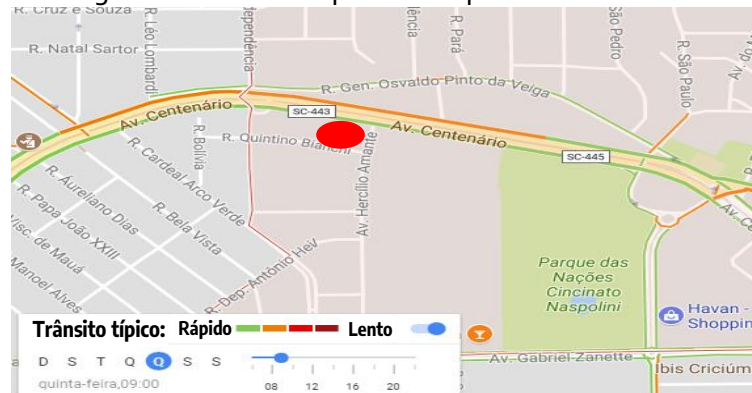 R. Cruz e Souza
R. Natal Sartor
R. Léo Lombardi
R. Pará
São Pedro
R. São Paulo
R. Gen. Osvaldo Pinto da Veiga
SC-443
Av. Centenário
Av. Centenário
SC-445
R. Bolívia
R. Quintino Bianchi
R. Cardeal Arco Verde
Av. Hercílio Amante
R. Aureliano Dias
R. Bela Vista
R. Papa João XXIII
Visc. de Mauá
Manoel Alves
R. Dep. Antônio Hev
Parque das
Nações
Cincinato
Naspolini
Havan -
Shoppin
Trânsito típico: Rápido Lento
D S T Q Q S S
quinta-feira,09:00
08 12 16 20
Av. Gabriel Zanette
Ibis Criciúm